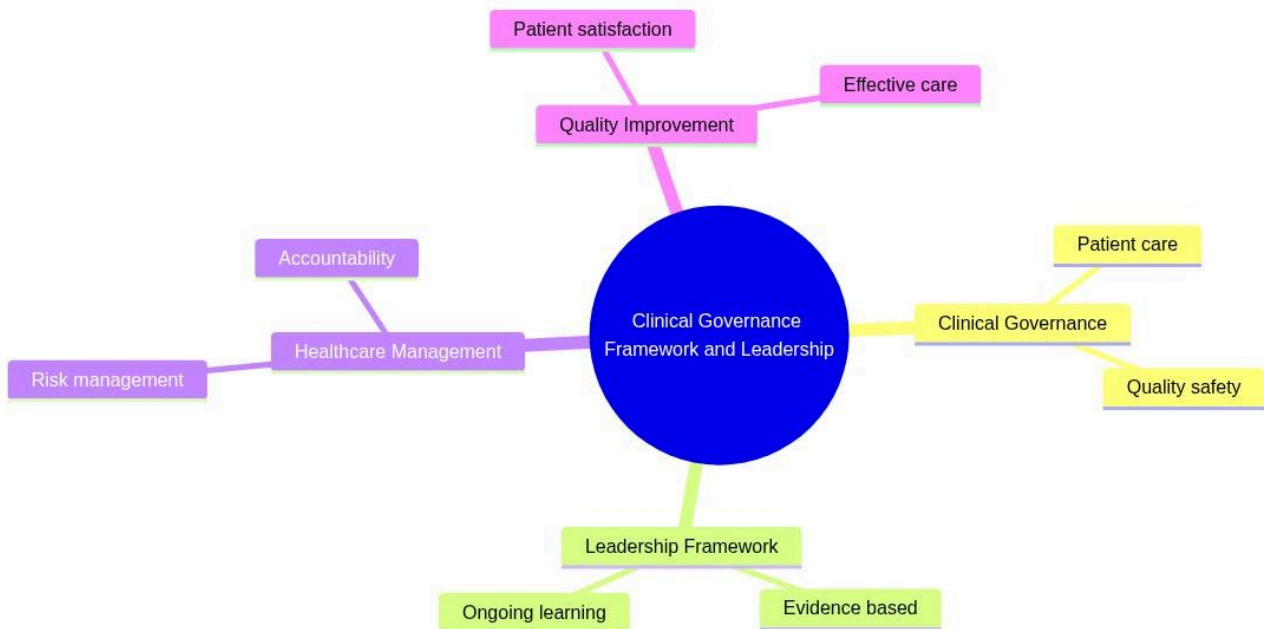 Patient satisfaction
Effective care
Quality Improvement
Patient care
Accountability
Clinical Governance
Framework and Leadership
Clinical Governance
Healthcare Management
Risk management
Quality safety
Leadership Framework
Ongoing learning
Evidence based